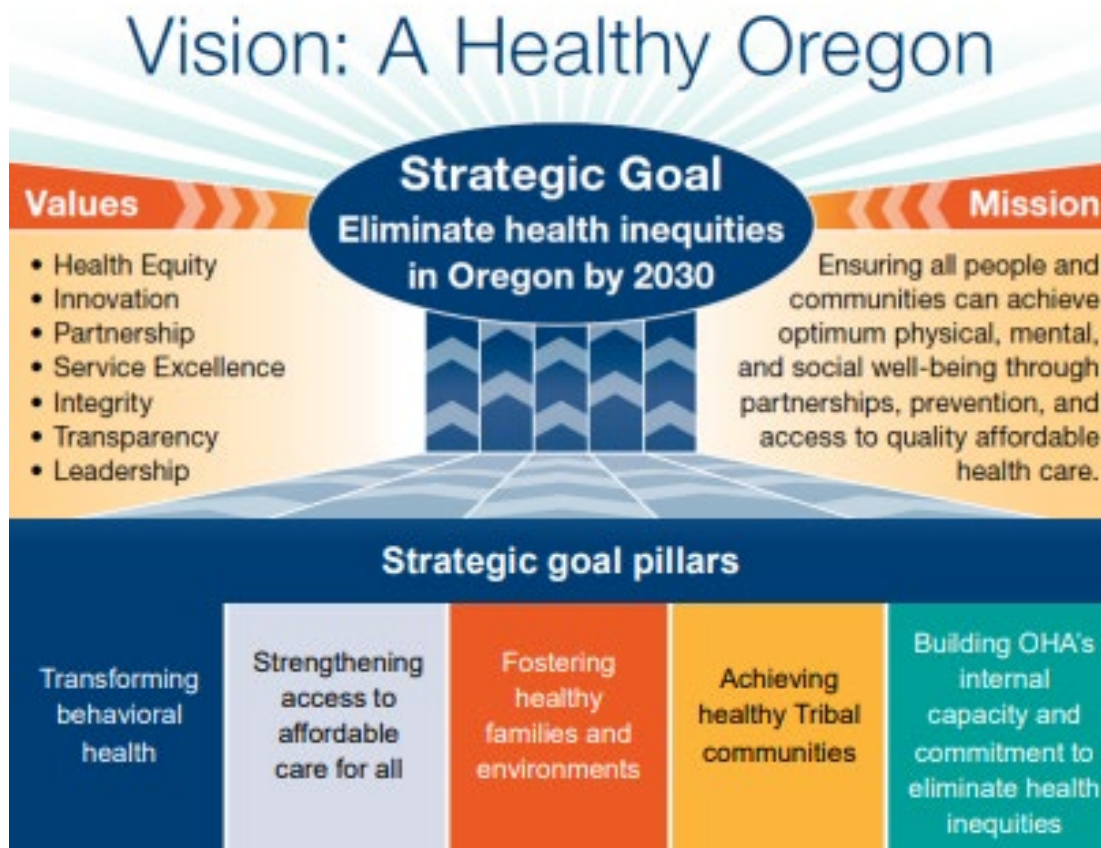 Vision: A Healthy Oregon
Strategic Goal
Eliminate health inequities
in Oregon by 2030
Values
• Health Equity
• Innovation
• Partnership
• Service Excellence
• Integrity
• Transparency
• Leadership
Mission
Ensuring all people and
communities can achieve
optimum physical, mental,
and social well-being through
partnerships, prevention, and
access to quality affordable
health care.
Strategic goal pillars
Transforming
behavioral
health
Strengthening
access to
affordable
care for all
Fostering
healthy
families and
environments
Achieving
healthy Tribal
communities
Building OHA's
internal
capacity and
commitment to
eliminate health
inequities